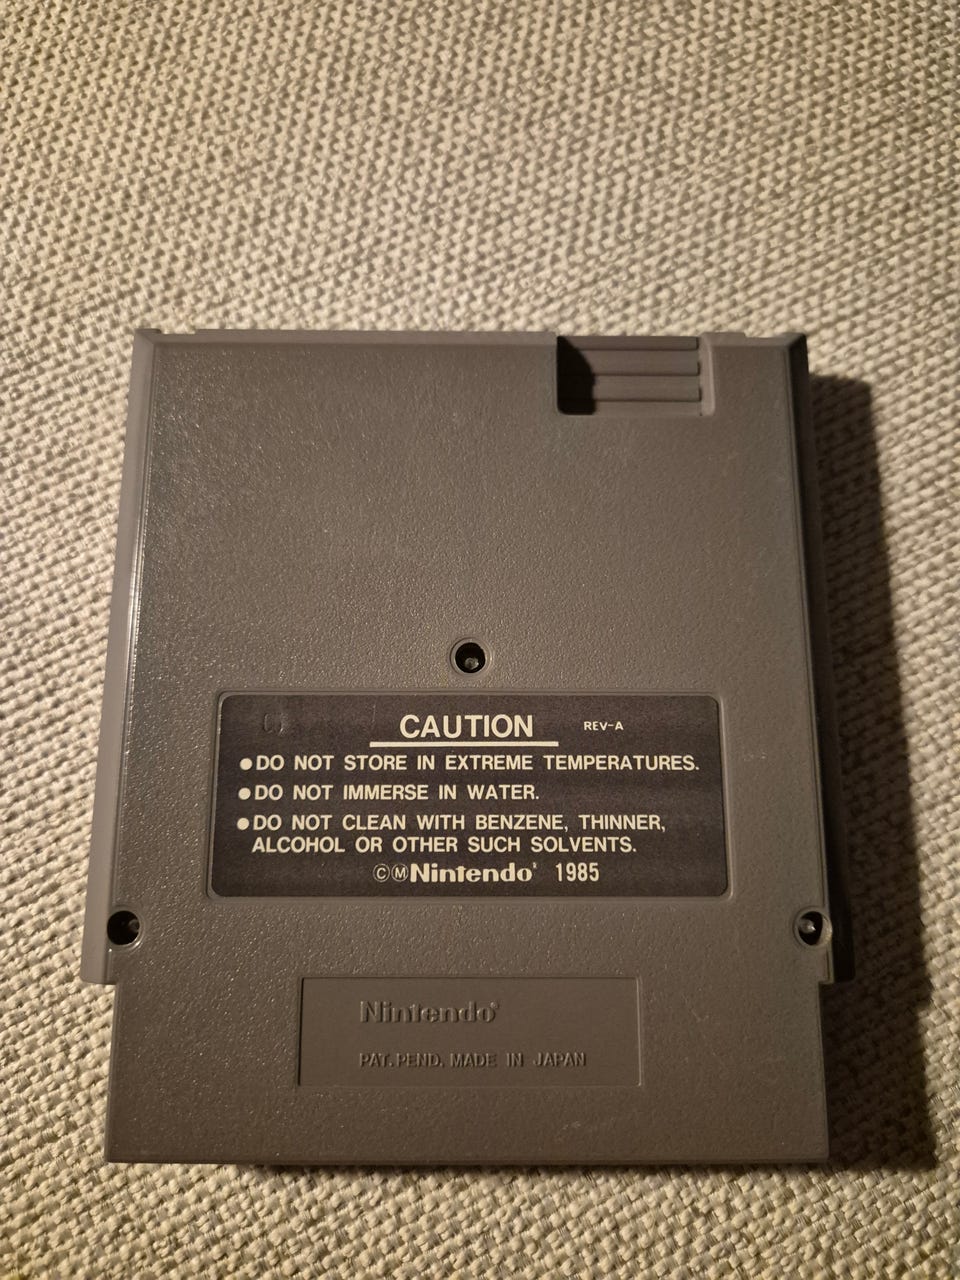 CAUTION REV-A
●DO NOT STORE IN EXTREME TEMPERATURES.
●DO NOT IMMERSE IN WATER.
●DO NOT CLEAN WITH BENZENE, THINNER,
ALCOHOL OR OTHER SUCH SOLVENTS.
©Ⓜ Nintendo® 1985
Nintendo®
PAT. PEND. MADE IN JAPAN